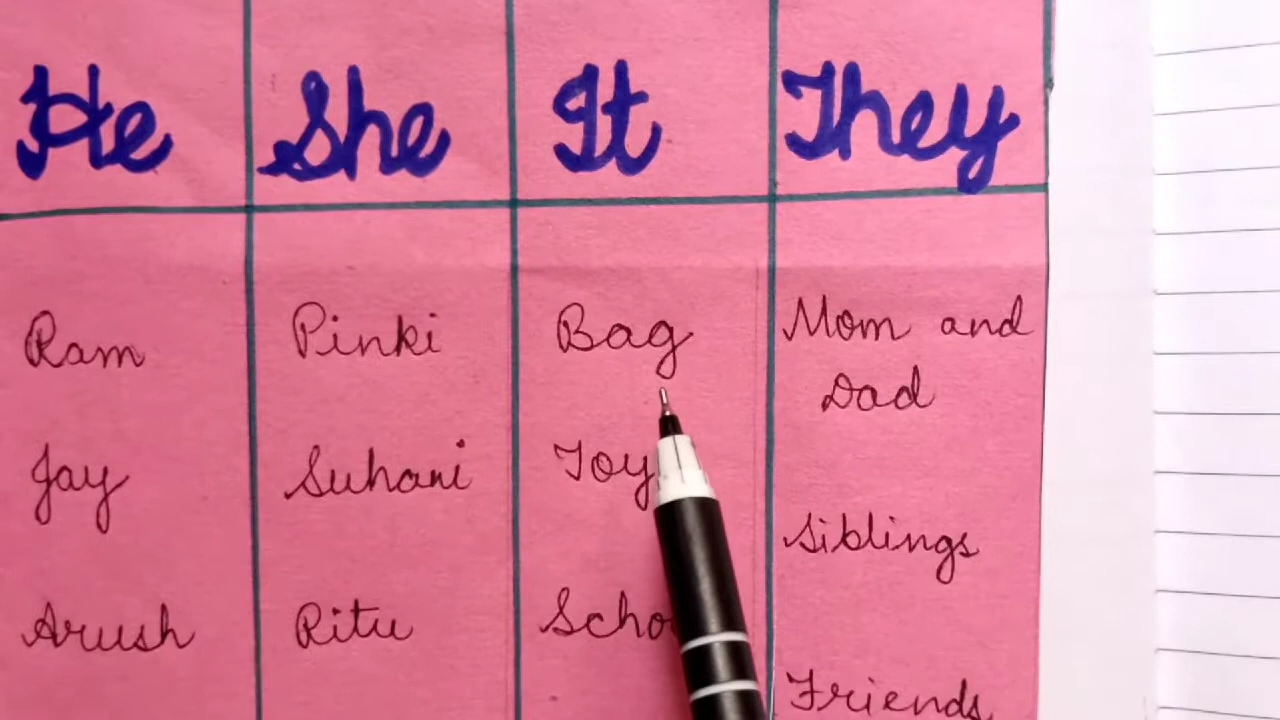 He She It They
Ram Pinki Bag Mom and
Dad
Jay Suhani Toy
Siblings
Arush Ritu
Friends